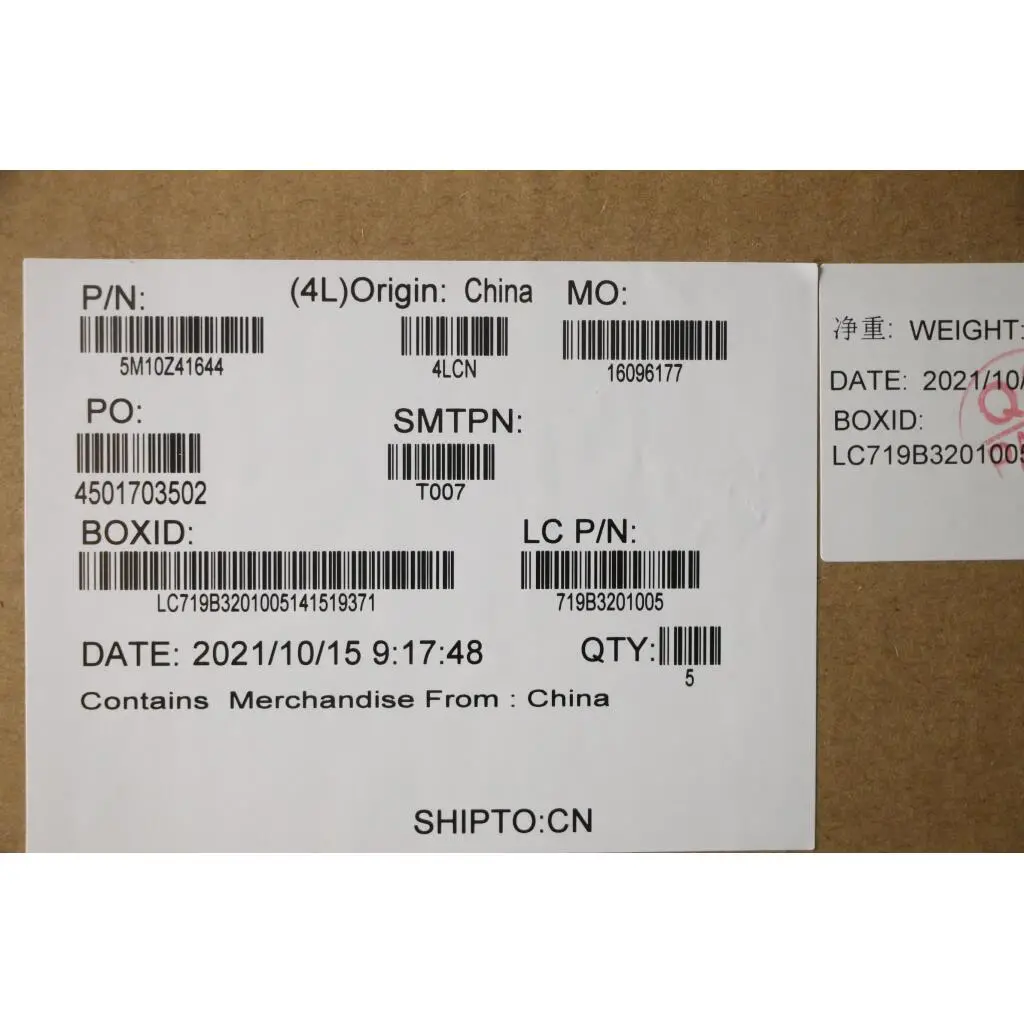 P/N:
5M10Z41644
(4L)Origin: China
4LCN
MO:
16096177
PO:
4501703502
SMTPN:
T007
BOXID:
LC719B3201005141519371
LC P/N:
719B3201005
DATE: 2021/10/15 9:17:48
QTY:
5
Contains Merchandise From : China
SHIPTO:CN
净重: WEIGHT:
DATE: 2021/10/
BOXID:
LC719B3201005